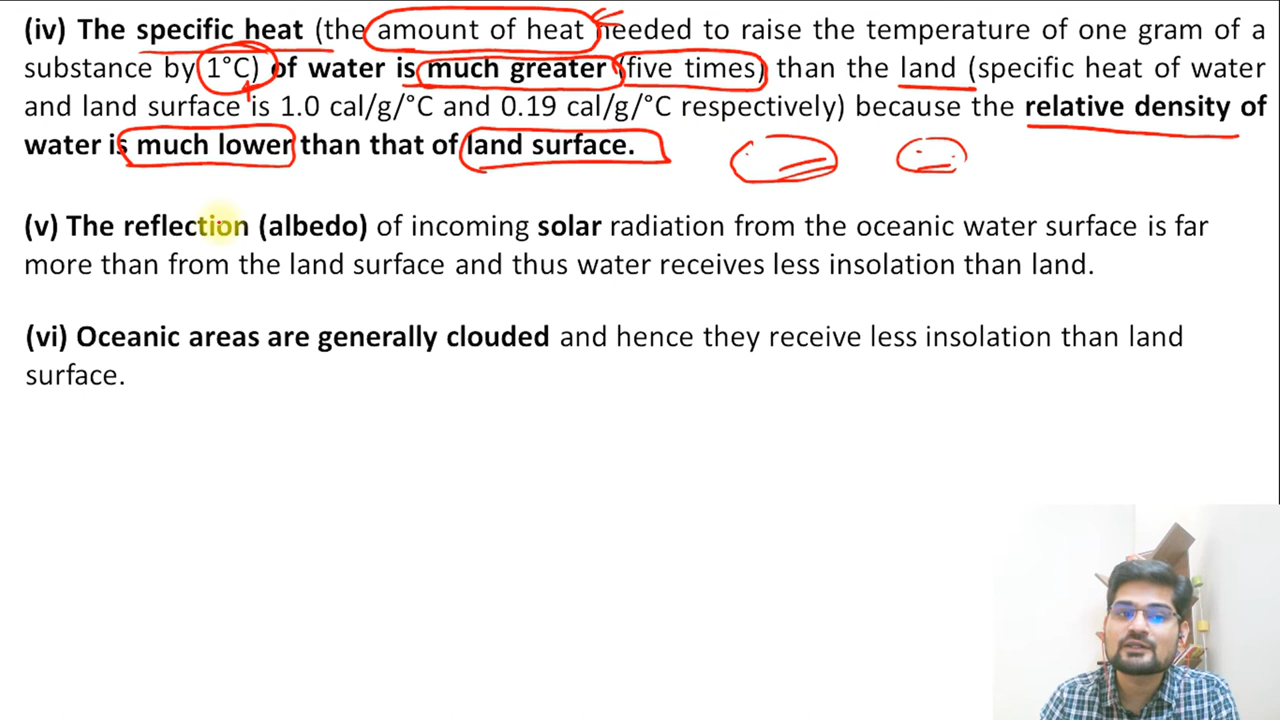 (iv) The specific heat (the amount of heat needed to raise the temperature of one gram of a
substance by 1°C) of water is much greater (five times) than the land (specific heat of water
and land surface is 1.0 cal/g/°C and 0.19 cal/g/°C respectively) because the relative density of
water is much lower than that of land surface.
(v) The reflection (albedo) of incoming solar radiation from the oceanic water surface is far
more than from the land surface and thus water receives less insolation than land.
(vi) Oceanic areas are generally clouded and hence they receive less insolation than land
surface.